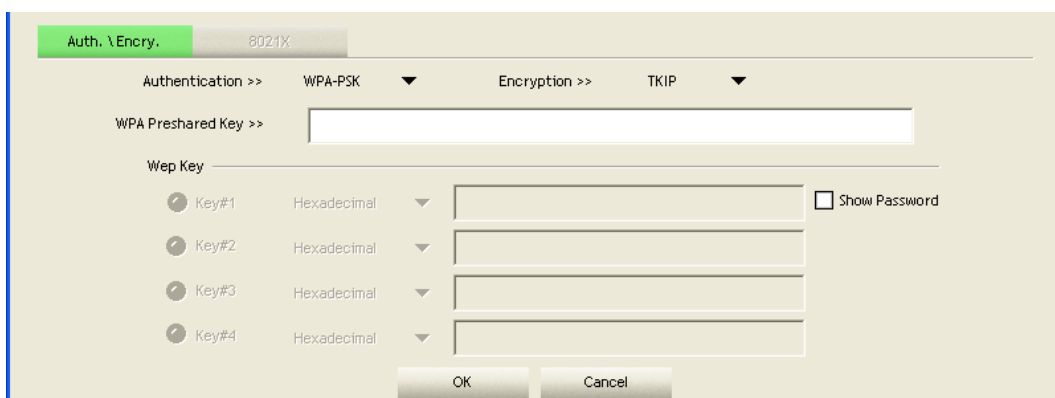 Auth. \ Encry. 8021X
Authentication >> WPA-PSK Encryption >> TKIP
WPA Preshared Key >>
Wep Key
Key#1 Hexadecimal Show Password
Key#2 Hexadecimal
Key#3 Hexadecimal
Key#4 Hexadecimal
OK Cancel